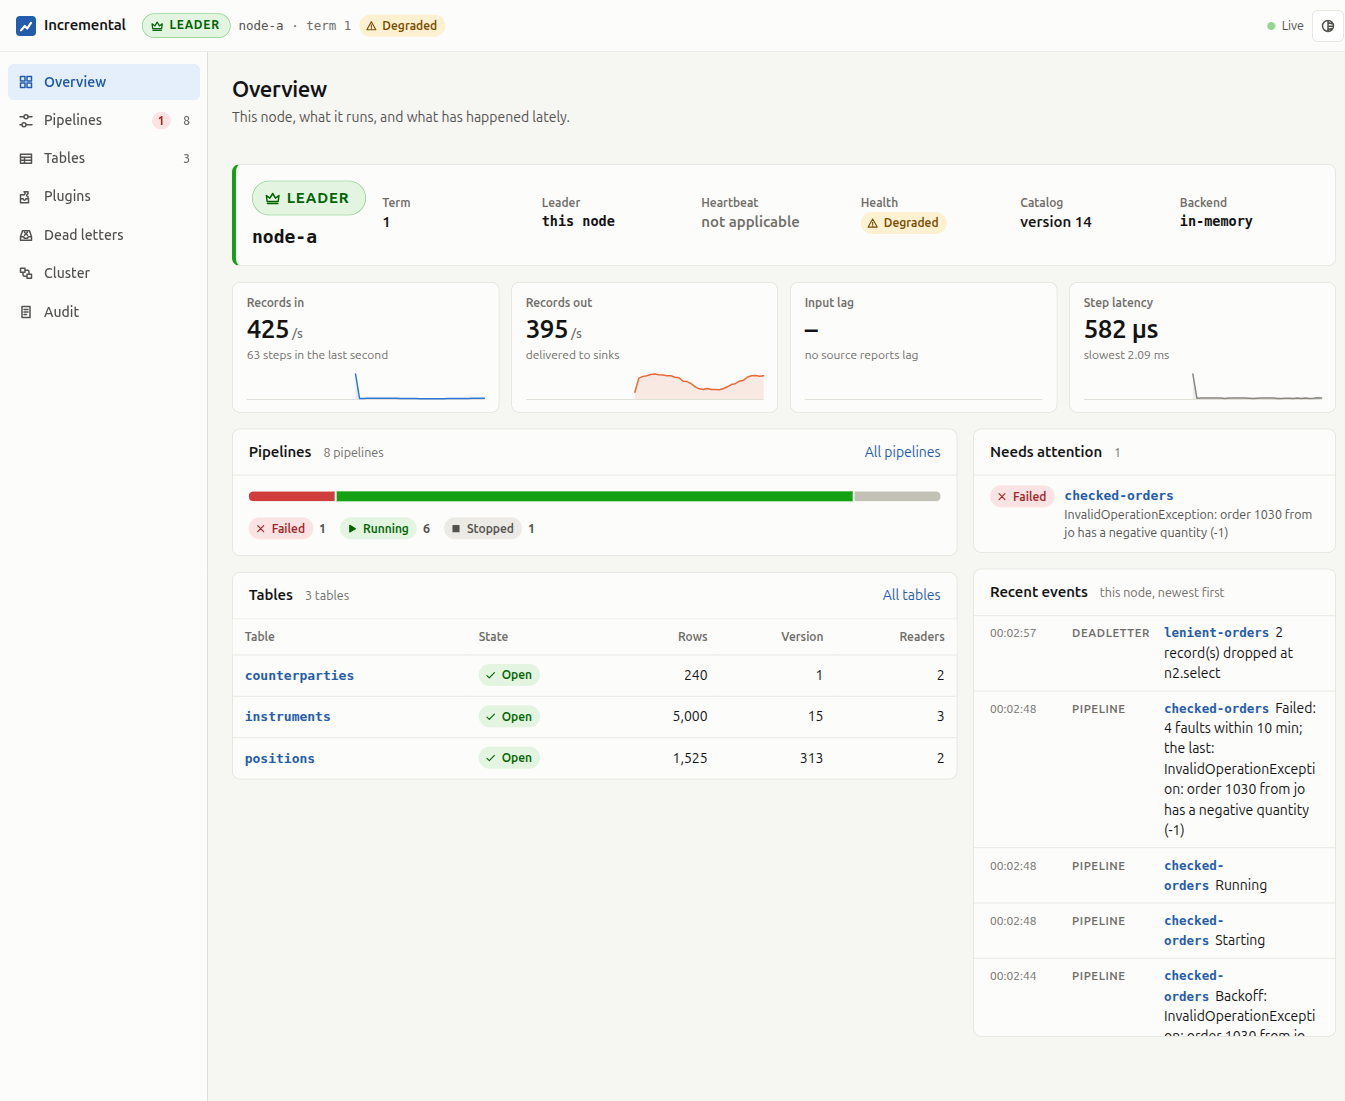 Incremental
LEADER
node-a · term 1
Degraded
Live
Overview
Pipelines 1 8
Tables 3
Plugins
Dead letters
Cluster
Audit
Overview
This node, what it runs, and what has happened lately.
LEADER
node-a
Term
1
Leader
this node
Heartbeat
not applicable
Health
Degraded
Catalog
version 14
Backend
in-memory
Records in
425 /s
63 steps in the last second
Records out
395 /s
delivered to sinks
Input lag
–
no source reports lag
Step latency
582 µs
slowest 2.09 ms
Pipelines 8 pipelines All pipelines
Failed 1 Running 6 Stopped 1
Tables 3 tables All tables
Table State Rows Version Readers
counterparties Open 240 1 2
instruments Open 5,000 15 3
positions Open 1,525 313 2
Needs attention 1
Failed checked-orders
InvalidOperationException: order 1030 from
jo has a negative quantity (-1)
Recent events this node, newest first
00:02:57 DEADLETTER lenient-orders 2
record(s) dropped at
n2.select
00:02:48 PIPELINE checked-orders Failed:
4 faults within 10 min;
the last:
InvalidOperationExcepti
on: order 1030 from jo
has a negative quantity
(-1)
00:02:48 PIPELINE checked-
orders Running
00:02:48 PIPELINE checked-
orders Starting
00:02:44 PIPELINE checked-
orders Backoff:
InvalidOperationExcepti
on: order 1030 from jo